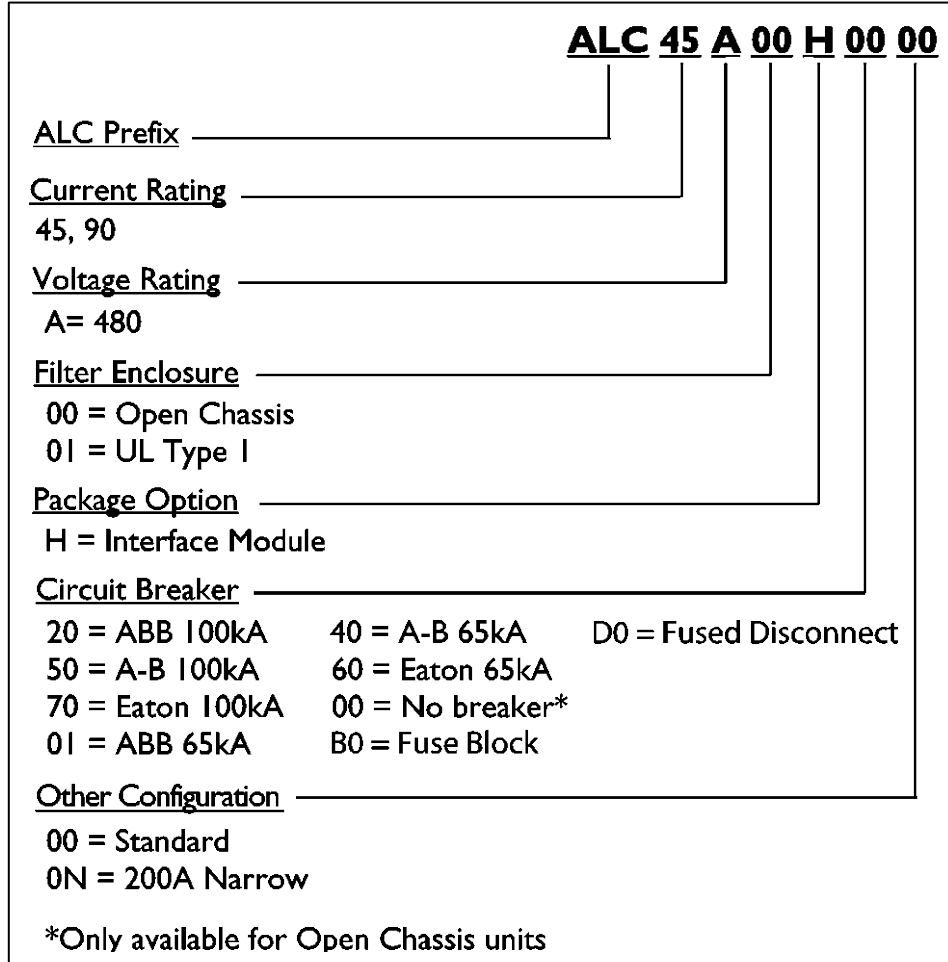 ALC 45 A 00 H 00 00
ALC Prefix
Current Rating
45, 90
Voltage Rating
A= 480
Filter Enclosure
00 = Open Chassis
01 = UL Type 1
Package Option
H = Interface Module
Circuit Breaker
20 = ABB 100kA 40 = A-B 65kA D0 = Fused Disconnect
50 = A-B 100kA 60 = Eaton 65kA
70 = Eaton 100kA 00 = No breaker*
01 = ABB 65kA B0 = Fuse Block
Other Configuration
00 = Standard
0N = 200A Narrow
*Only available for Open Chassis units